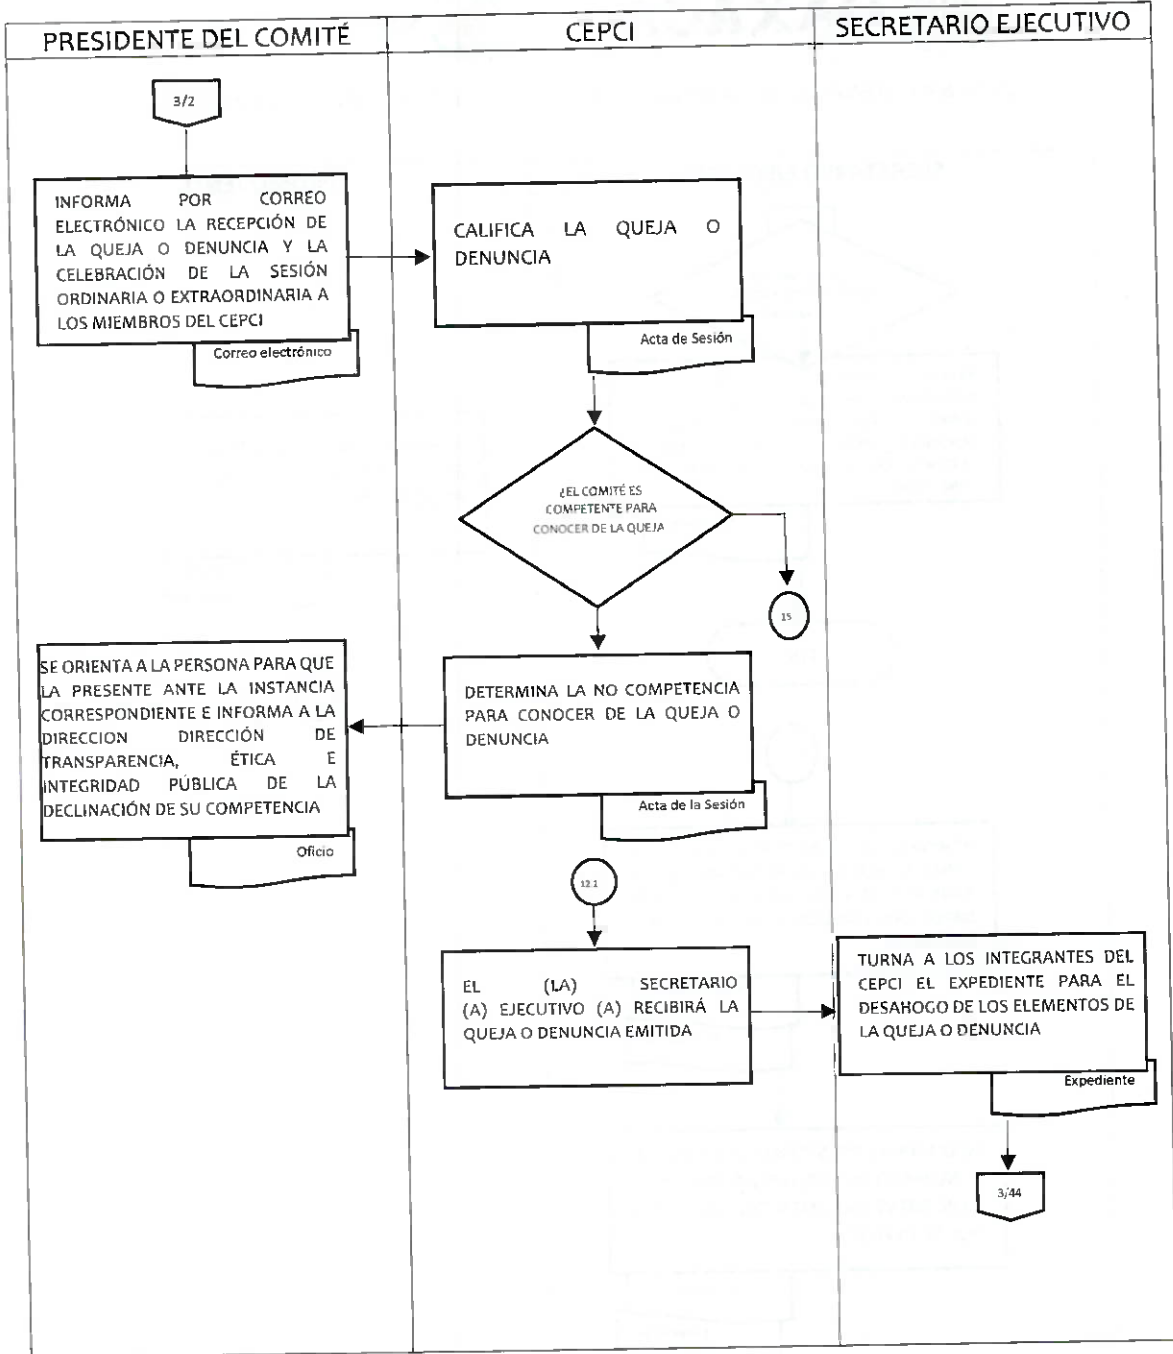 PRESIDENTE DEL COMITÉ
CEPCI
SECRETARIO EJECUTIVO
3/2
INFORMA POR CORREO
ELECTRÓNICO LA RECEPCIÓN DE
LA QUEJA O DENUNCIA Y LA
CELEBRACIÓN DE LA SESIÓN
ORDINARIA O EXTRAORDINARIA A
LOS MIEMBROS DEL CEPCI
Correo electrónico
CALIFICA LA QUEJA O
DENUNCIA
Acta de Sesión
¿EL COMITÉ ES
COMPETENTE PARA
CONOCER DE LA QUEJA
15
SE ORIENTA A LA PERSONA PARA QUE
LA PRESENTE ANTE LA INSTANCIA
CORRESPONDIENTE E INFORMA A LA
DIRECCION DIRECCIÓN DE
TRANSPARENCIA, ÉTICA E
INTEGRIDAD PÚBLICA DE LA
DECLINACIÓN DE SU COMPETENCIA
Oficio
DETERMINA LA NO COMPETENCIA
PARA CONOCER DE LA QUEJA O
DENUNCIA
Acta de la Sesión
12.1
EL (LA) SECRETARIO
(A) EJECUTIVO (A) RECIBIRÁ LA
QUEJA O DENUNCIA EMITIDA
TURNA A LOS INTEGRANTES DEL
CEPCI EL EXPEDIENTE PARA EL
DESAHOGO DE LOS ELEMENTOS DE
LA QUEJA O DENUNCIA
Expediente
3/44